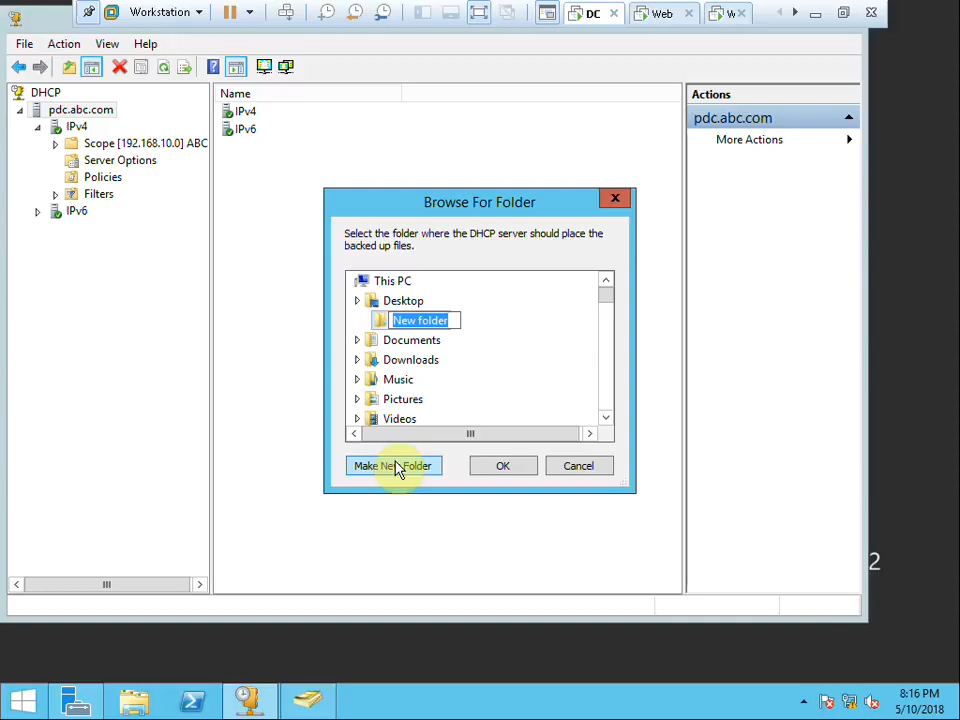 Workstation
DC
Web
W
File Action View Help
DHCP
pdc.abc.com
IPv4
Scope [192.168.10.0] ABC
Server Options
Policies
Filters
IPv6
Name
IPv4
IPv6
Actions
pdc.abc.com
More Actions
Browse For Folder
Select the folder where the DHCP server should place the
backed up files.
This PC
Desktop
New folder
Documents
Downloads
Music
Pictures
Videos
Make New Folder
OK
Cancel
2
8:16 PM
5/10/2018